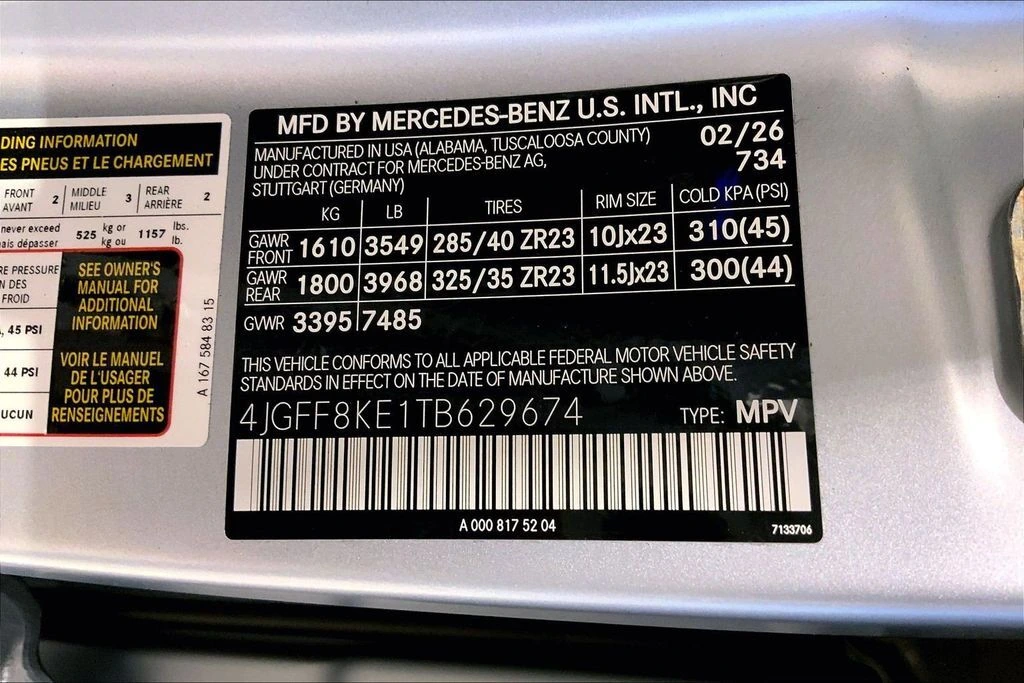 DING INFORMATION
ES PNEUS ET LE CHARGEMENT
FRONT 2 MIDDLE 3 REAR 2
AVANT MILIEU ARRIÈRE
never exceed 525 kg or 1157 lbs.
mais dépasser kg ou lb.
RE PRESSURE
N DES
FROID
, 45 PSI
44 PSI
UCUN
SEE OWNER'S
MANUAL FOR
ADDITIONAL
INFORMATION
VOIR LE MANUEL
DE L'USAGER
POUR PLUS DE
RENSEIGNEMENTS
A 167 584 83 15
MFD BY MERCEDES-BENZ U.S. INTL., INC
MANUFACTURED IN USA (ALABAMA, TUSCALOOSA COUNTY) 02/26
UNDER CONTRACT FOR MERCEDES-BENZ AG, 734
STUTTGART (GERMANY)
KG LB TIRES RIM SIZE COLD KPA (PSI)
GAWR FRONT 1610 3549 285/40 ZR23 10Jx23 310(45)
GAWR REAR 1800 3968 325/35 ZR23 11.5Jx23 300(44)
GVWR 3395 7485
THIS VEHICLE CONFORMS TO ALL APPLICABLE FEDERAL MOTOR VEHICLE SAFETY
STANDARDS IN EFFECT ON THE DATE OF MANUFACTURE SHOWN ABOVE.
4JGFF8KE1TB629674 TYPE: MPV
A 000 817 52 04
7133706